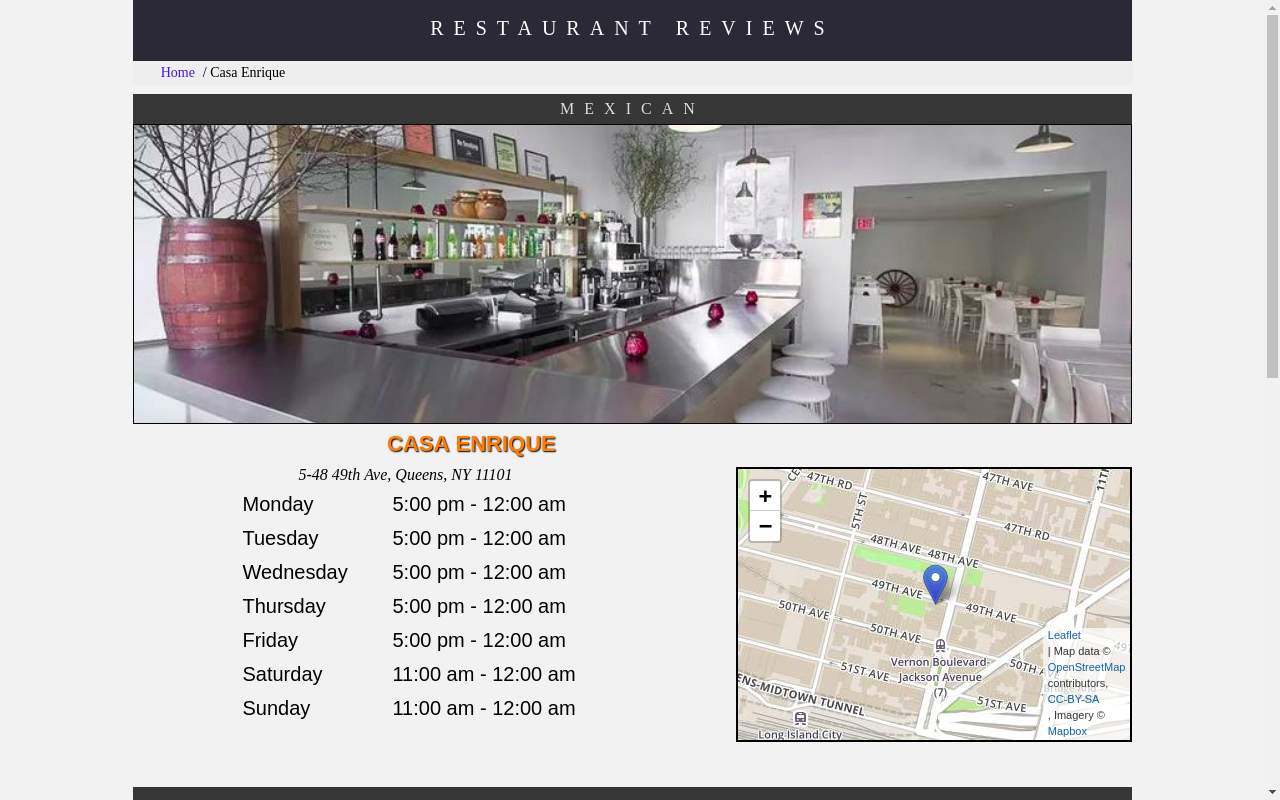 RESTAURANT REVIEWS
Home / Casa Enrique
MEXICAN
CASA ENRIQUE
5-48 49th Ave, Queens, NY 11101
Monday 5:00 pm - 12:00 am
Tuesday 5:00 pm - 12:00 am
Wednesday 5:00 pm - 12:00 am
Thursday 5:00 pm - 12:00 am
Friday 5:00 pm - 12:00 am
Saturday 11:00 am - 12:00 am
Sunday 11:00 am - 12:00 am
+
−
47TH RD
47TH AVE
11TH
5TH ST
47TH RD
48TH AVE
48TH AVE
49TH AVE
49TH AVE
50TH AVE
50TH AVE
50TH A
51ST AVE
51ST AVE
Vernon Boulevard-
Jackson Avenue
(7)
ENS-MIDTOWN TUNNEL
Long Island City
Leaflet
| Map data ©
OpenStreetMap
contributors,
CC-BY-SA
, Imagery ©
Mapbox